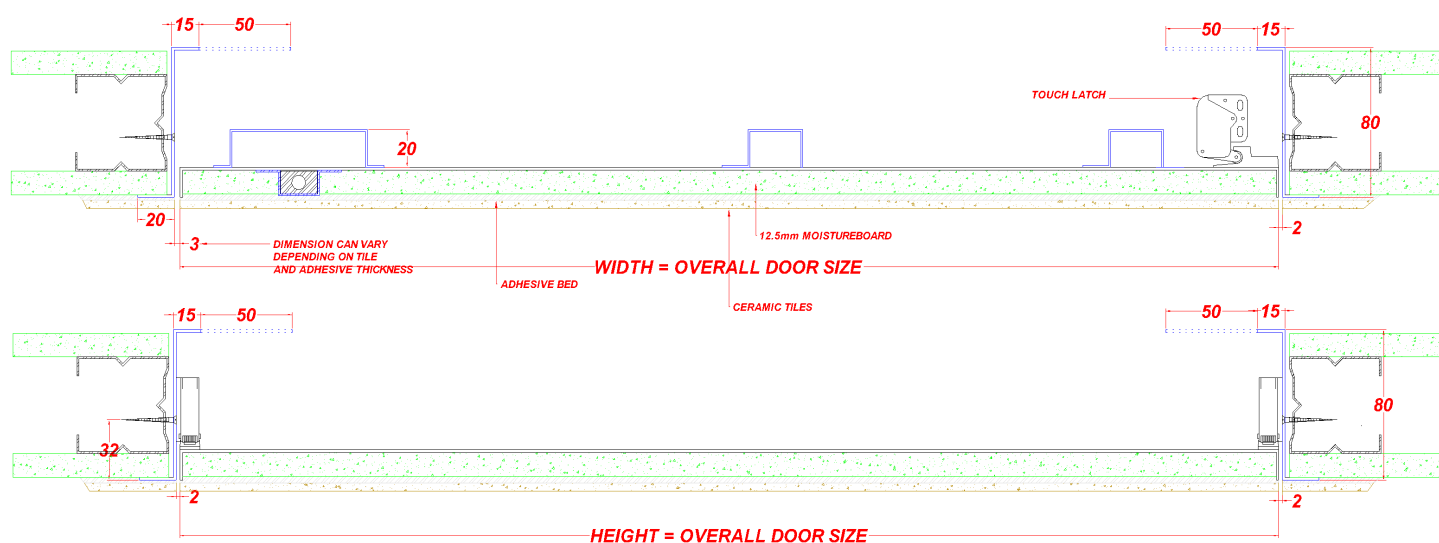 15 50 50 15
TOUCH LATCH
80
20
20
3
2
DIMENSION CAN VARY
DEPENDING ON TILE
AND ADHESIVE THICKNESS
12.5mm MOISTUREBOARD
WIDTH = OVERALL DOOR SIZE
ADHESIVE BED
CERAMIC TILES
15 50 50 15
80
32
2 2
HEIGHT = OVERALL DOOR SIZE